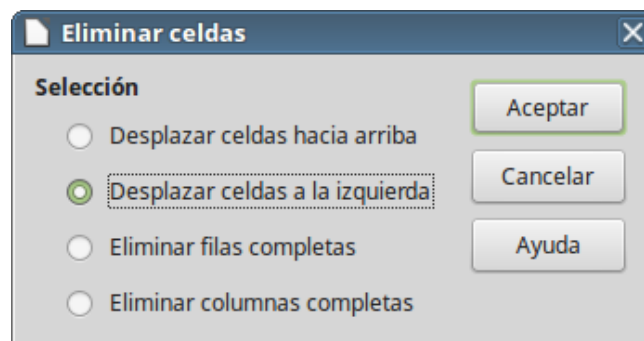 Eliminar celdas
Selección
Desplazar celdas hacia arriba
Desplazar celdas a la izquierda
Eliminar filas completas
Eliminar columnas completas
Aceptar
Cancelar
Ayuda